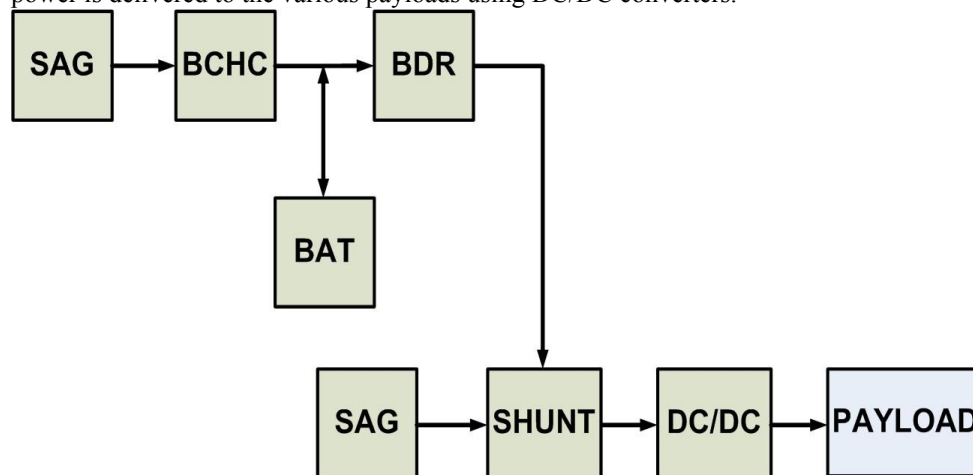 power is delivered to the various payloads using DC/DC converters.
SAG
BCHC
BDR
BAT
SAG
SHUNT
DC/DC
PAYLOAD